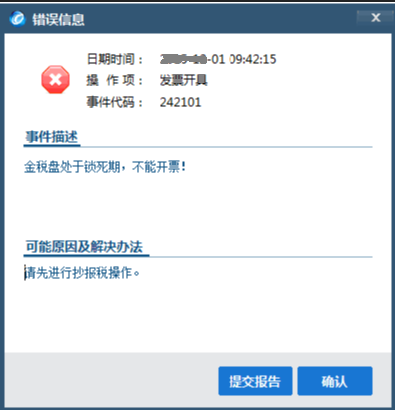 错误信息
日期时间： -01 09:42:15
操 作 项： 发票开具
事件代码： 242101
事件描述
金税盘处于锁死期，不能开票！
可能原因及解决办法
请先进行抄报税操作。
提交报告 确认